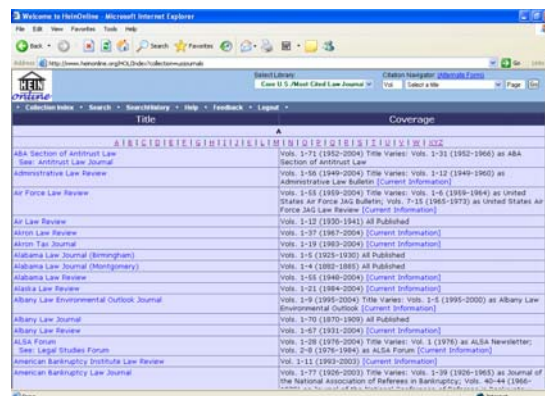 Welcome to HeinOnline - Microsoft Internet Explorer
File Edit View Favorites Tools Help
Back Search Favorites
Address http://www.heinonline.org/HOL/Index?collection=usjournals Go
HEIN
online
Select Library: Citation Navigator: (Alternate Form)
Core U.S./Most Cited Law Journals Vol. Select a title Page Go
• Collection Index • Search • SearchHistory • Help • Feedback • Logout •
Title Coverage
A
A | B | C | D | E | F | G | H | I | J | K | L | M | N | O | P | Q | R | S | T | U | V | W | XYZ
ABA Section of Antitrust Law Vols. 1-71 (1952-2004) Title Varies: Vols. 1-31 (1952-1966) as ABA
See: Antitrust Law Journal Section of Antitrust Law
Administrative Law Review Vols. 1-56 (1949-2004) Title Varies: Vols. 1-12 (1949-1960) as
Administrative Law Bulletin [Current Information]
Air Force Law Review Vols. 1-55 (1959-2004) Title Varies: Vols. 1-6 (1959-1964) as United
States Air Force JAG Bulletin; Vols. 7-15 (1965-1973) as United States Air
Force JAG Law Review [Current Information]
Air Law Review Vols. 1-12 (1930-1941) All Published
Akron Law Review Vols. 1-37 (1967-2004) [Current Information]
Akron Tax Journal Vols. 1-19 (1983-2004) [Current Information]
Alabama Law Journal (Birmingham) Vols. 1-5 (1925-1930) All Published
Alabama Law Journal (Montgomery) Vols. 1-4 (1882-1885) All Published
Alabama Law Review Vols. 1-55 (1948-2004) [Current Information]
Alaska Law Review Vols. 1-21 (1984-2004) [Current Information]
Albany Law Environmental Outlook Journal Vols. 1-9 (1995-2004) Title Varies: Vols. 1-5 (1995-2000) as Albany Law
Environmental Outlook [Current Information]
Albany Law Journal Vols. 1-70 (1870-1909) All Published
Albany Law Review Vols. 1-67 (1931-2004) [Current Information]
ALSA Forum Vols. 1-28 (1976-2004) Title Varies: Vol. 1 (1976) as ALSA Newsletter;
See: Legal Studies Forum Vols. 2-8 (1976-1984) as ALSA Forum [Current Information]
American Bankruptcy Institute Law Review Vol. 1-11 (1993-2003) [Current Information]
American Bankruptcy Law Journal Vols. 1-77 (1926-2003) Title Varies: Vols. 1-39 (1926-1965) as Journal of
the National Association of Referees in Bankruptcy; Vols. 40-44 (1966-